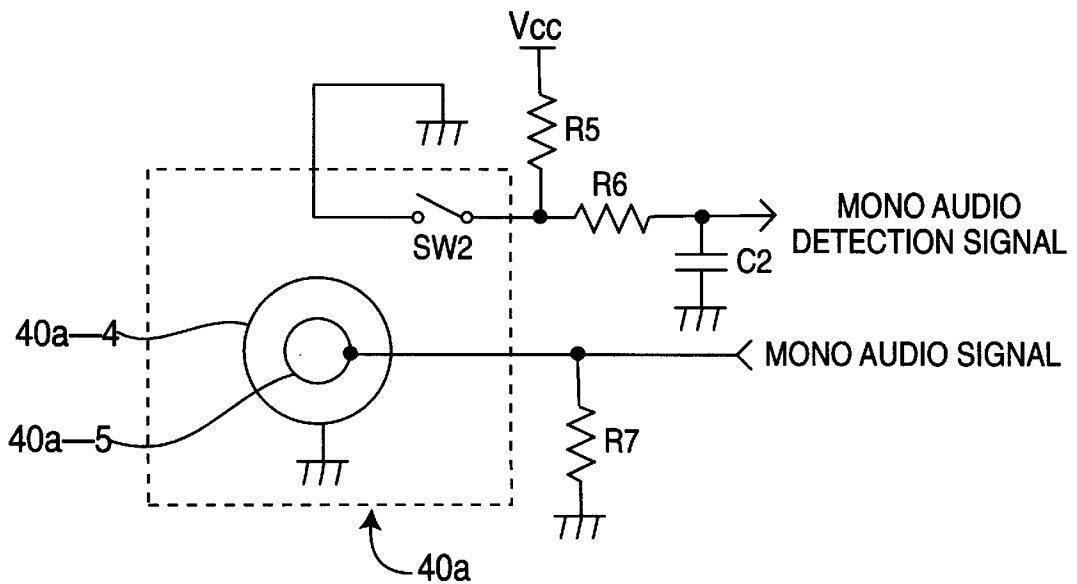 Vcc
R5
R6
MONO AUDIO
DETECTION SIGNAL
SW2
C2
40a—4
MONO AUDIO SIGNAL
40a—5
R7
40a